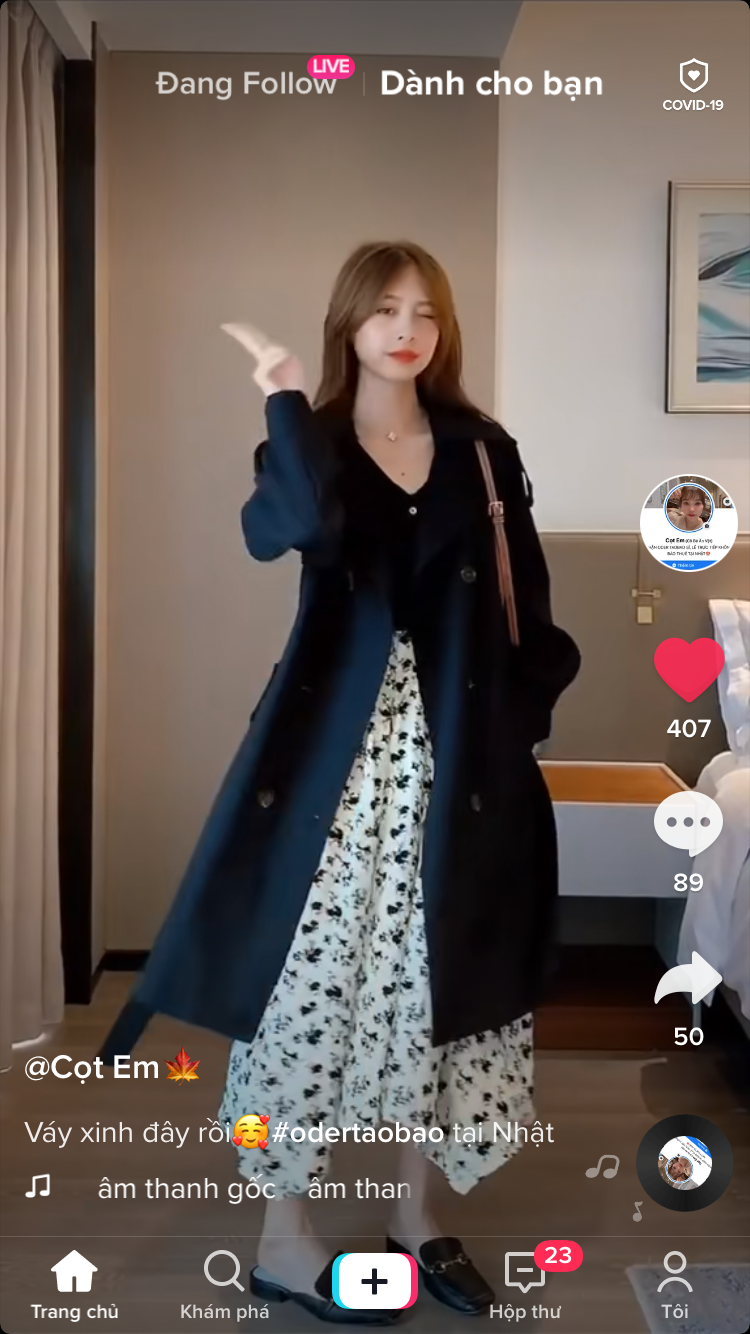 LIVE
Đang Follow
Dành cho bạn
COVID-19
Cọt Em
407
89
50
@Cọt Em🍁
Váy xinh đây rồi🥰#odertaobao tại Nhật
âm thanh gốc âm than
23
Trang chủ
Khám phá
Hộp thư
Tôi